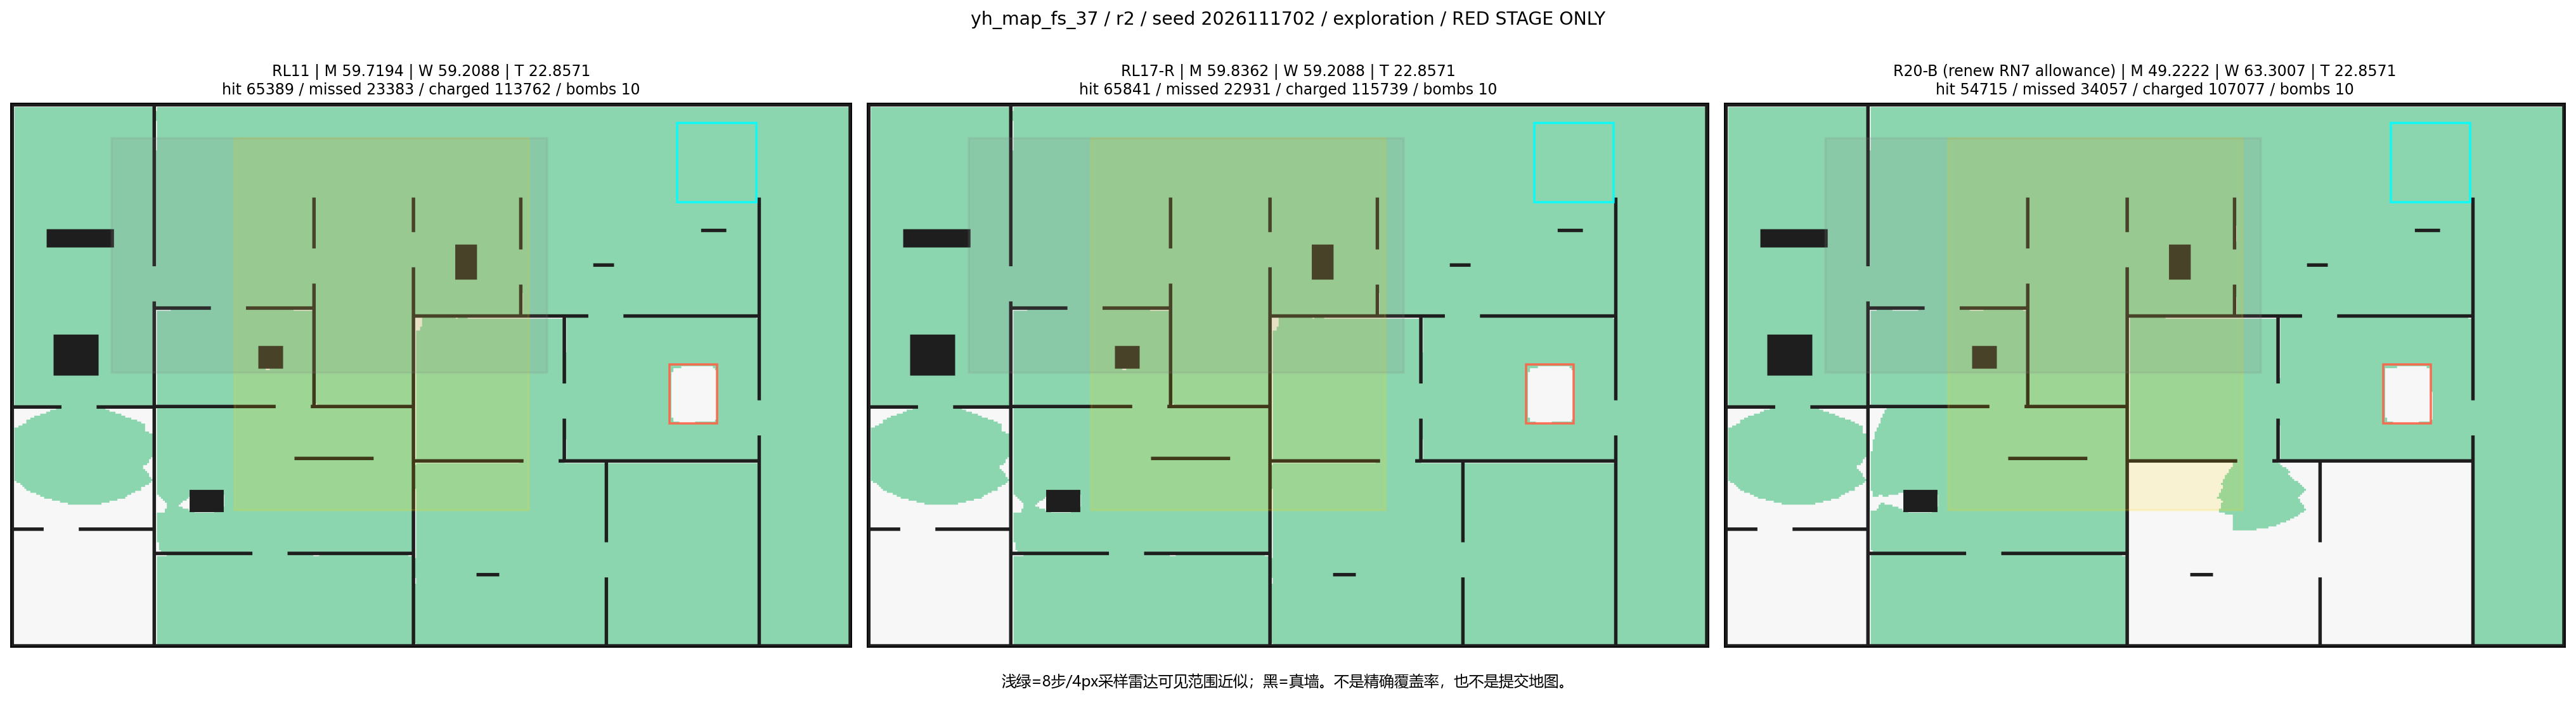 yh_map_fs_37 / r2 / seed 2026111702 / exploration / RED STAGE ONLY
RL11 | M 59.7194 | W 59.2088 | T 22.8571
hit 65389 / missed 23383 / charged 113762 / bombs 10
RL17-R | M 59.8362 | W 59.2088 | T 22.8571
hit 65841 / missed 22931 / charged 115739 / bombs 10
R20-B (renew RN7 allowance) | M 49.2222 | W 63.3007 | T 22.8571
hit 54715 / missed 34057 / charged 107077 / bombs 10
浅绿=8步/4px采样雷达可见范围近似；黑=真墙。不是精确覆盖率，也不是提交地图。